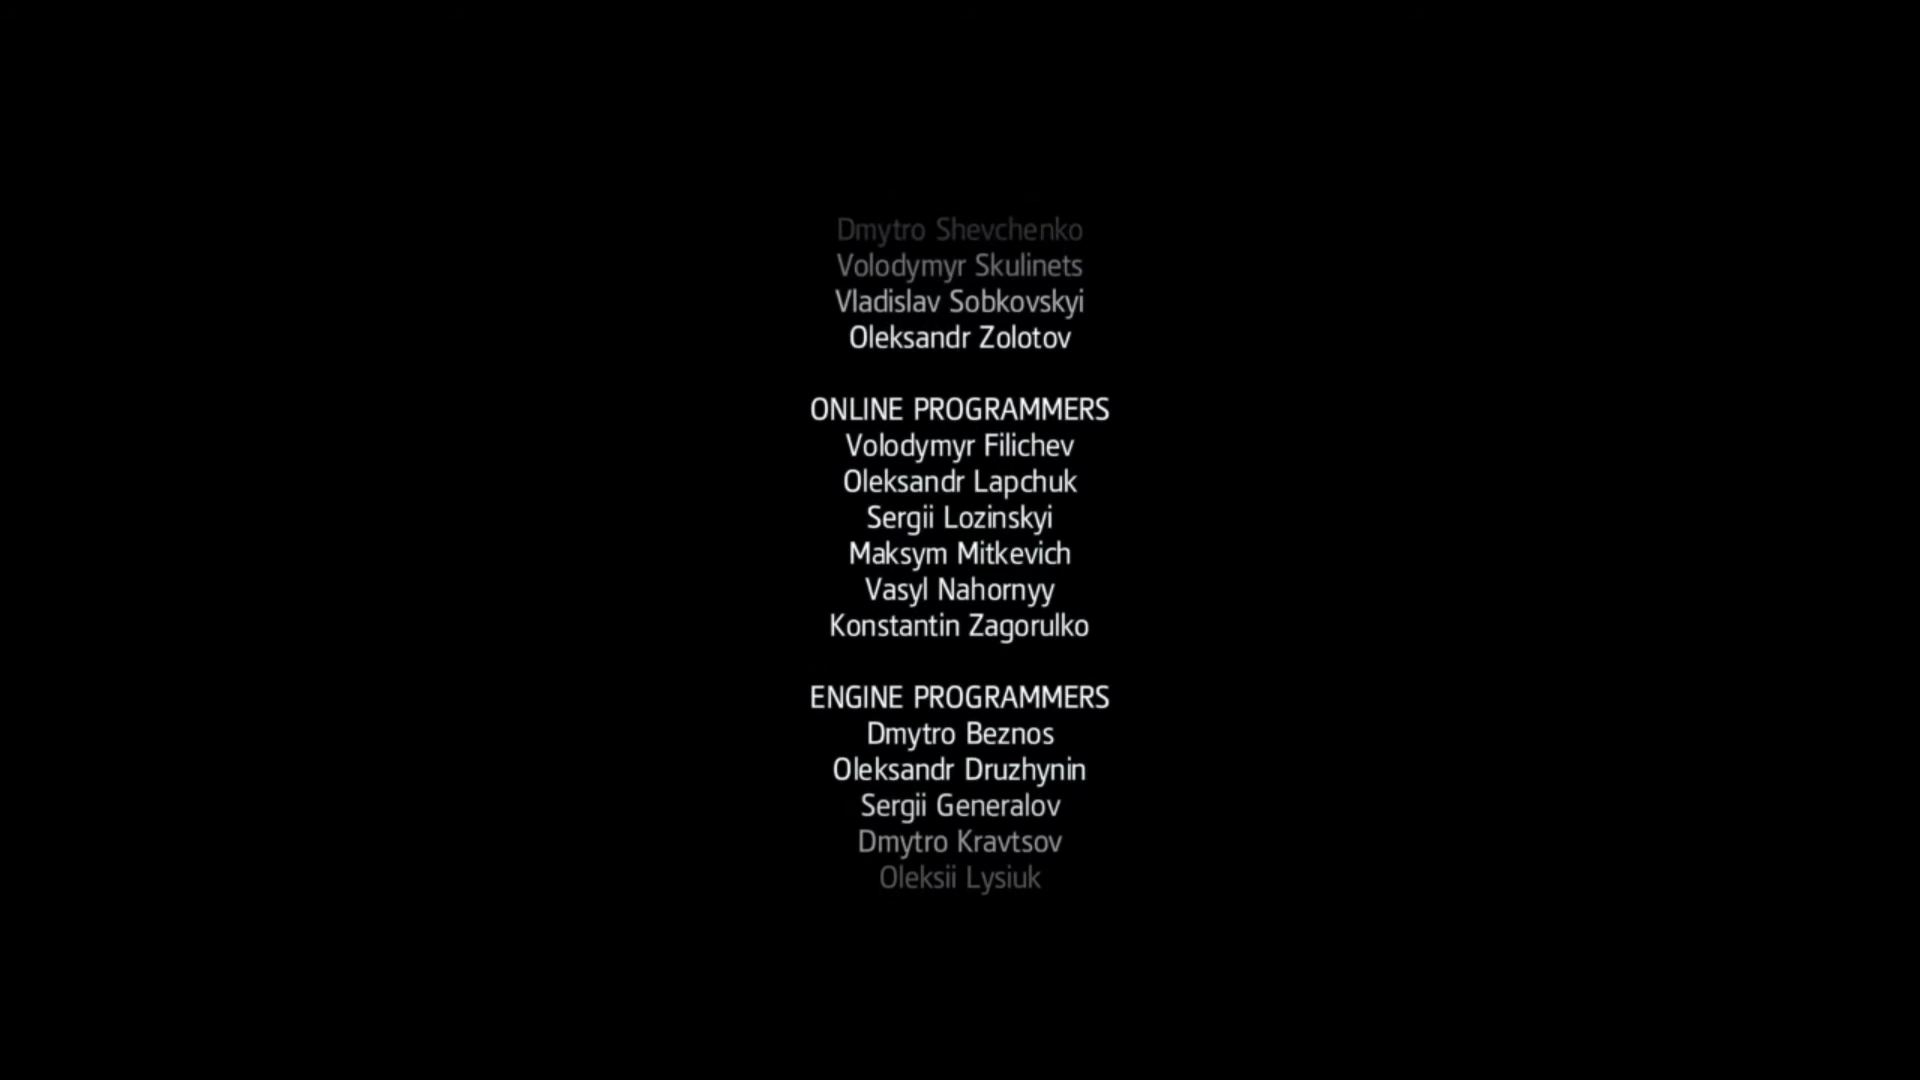 Dmytro Shevchenko
Volodymyr Skulinets
Vladislav Sobkovskyi
Oleksandr Zolotov
ONLINE PROGRAMMERS
Volodymyr Filichev
Oleksandr Lapchuk
Sergii Lozinskyi
Maksym Mitkevich
Vasyl Nahornyy
Konstantin Zagorulko
ENGINE PROGRAMMERS
Dmytro Beznos
Oleksandr Druzhynin
Sergii Generalov
Dmytro Kravtsov
Oleksii Lysiuk